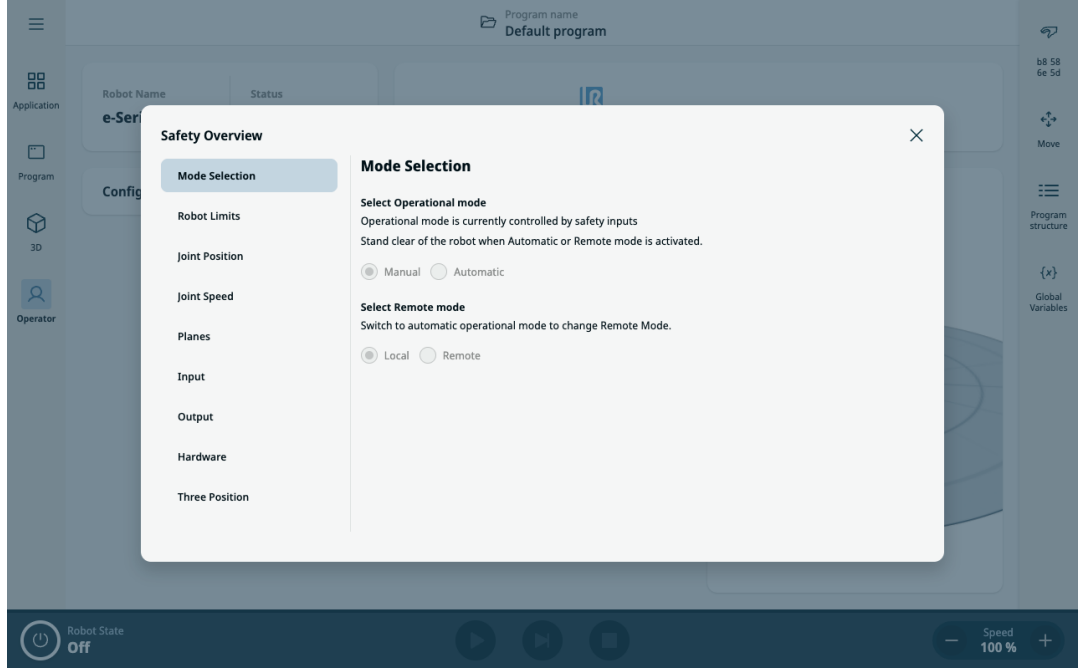 Program name
Default program
Application
Program
3D
Operator
Robot Name
Status
e-Seri
Config
Safety Overview
Mode Selection
Robot Limits
Joint Position
Joint Speed
Planes
Input
Output
Hardware
Three Position
Mode Selection
Select Operational mode
Operational mode is currently controlled by safety inputs
Stand clear of the robot when Automatic or Remote mode is activated.
Manual Automatic
Select Remote mode
Switch to automatic operational mode to change Remote Mode.
Local Remote
b8 58
6e 5d
Move
Program
structure
{x}
Global
Variables
Robot State
Off
Speed
100 %